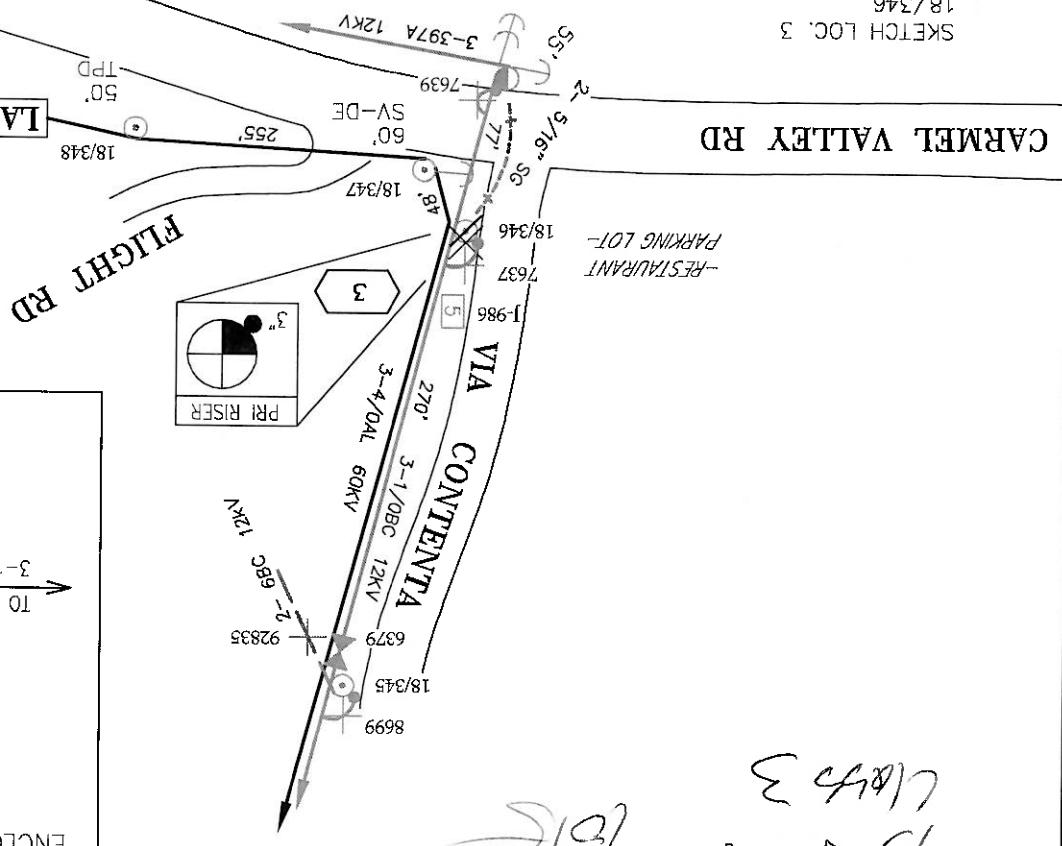 ENCLO
Class 3
Pole
8699
18/345
6379
92835
2- 6BC 12KV
TO
3-
VIA CONTENTA
270' 3-1/0BC 12KV
3-4/0AL 60KV
PRI RISER
3"
3
J-986
5
7637
18/346
-RESTAURANT
PARKING LOT-
FLIGHT RD
48'
18/347
60'
SV-DE
255'
18/348
50'
TPD
LA
CARMEL VALLEY RD
2- 5/16" SG
77'
55'
7639
3-397A 12KV
SKETCH LOC. 3
18/346